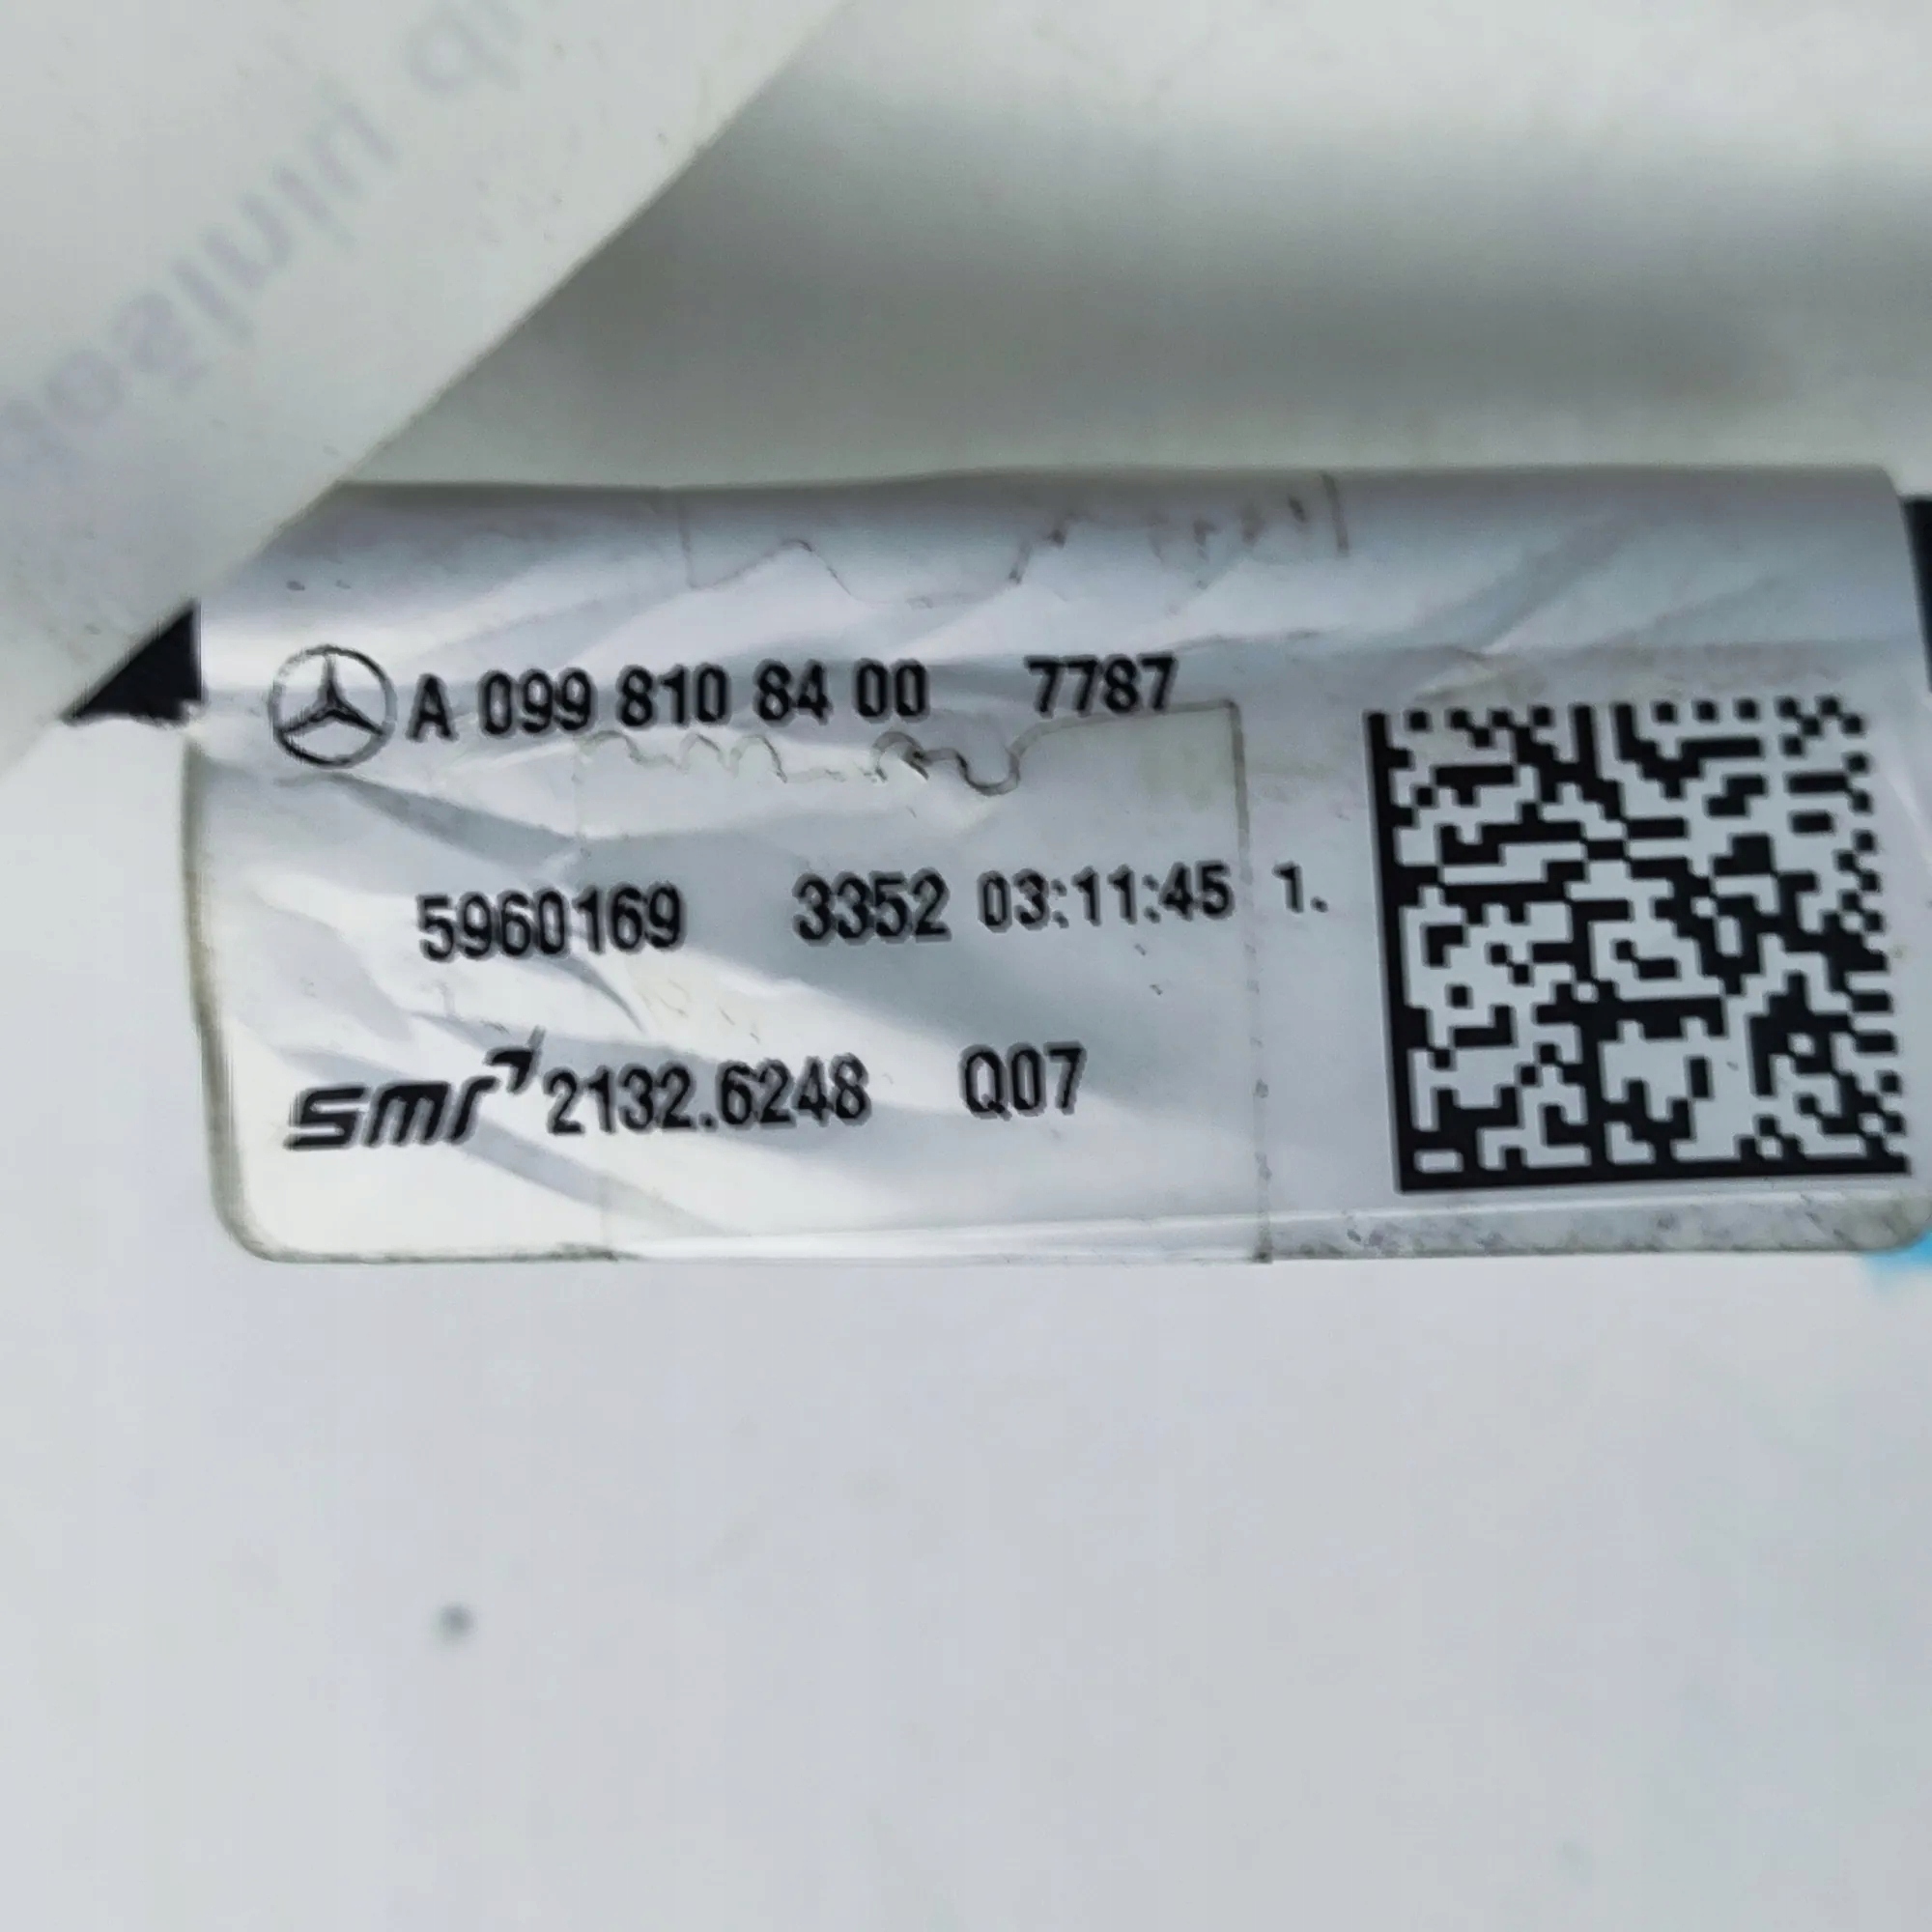 A 099 810 84 00 7787
5960169 3352 03:11:45 1.
smr 2132.6248 Q07